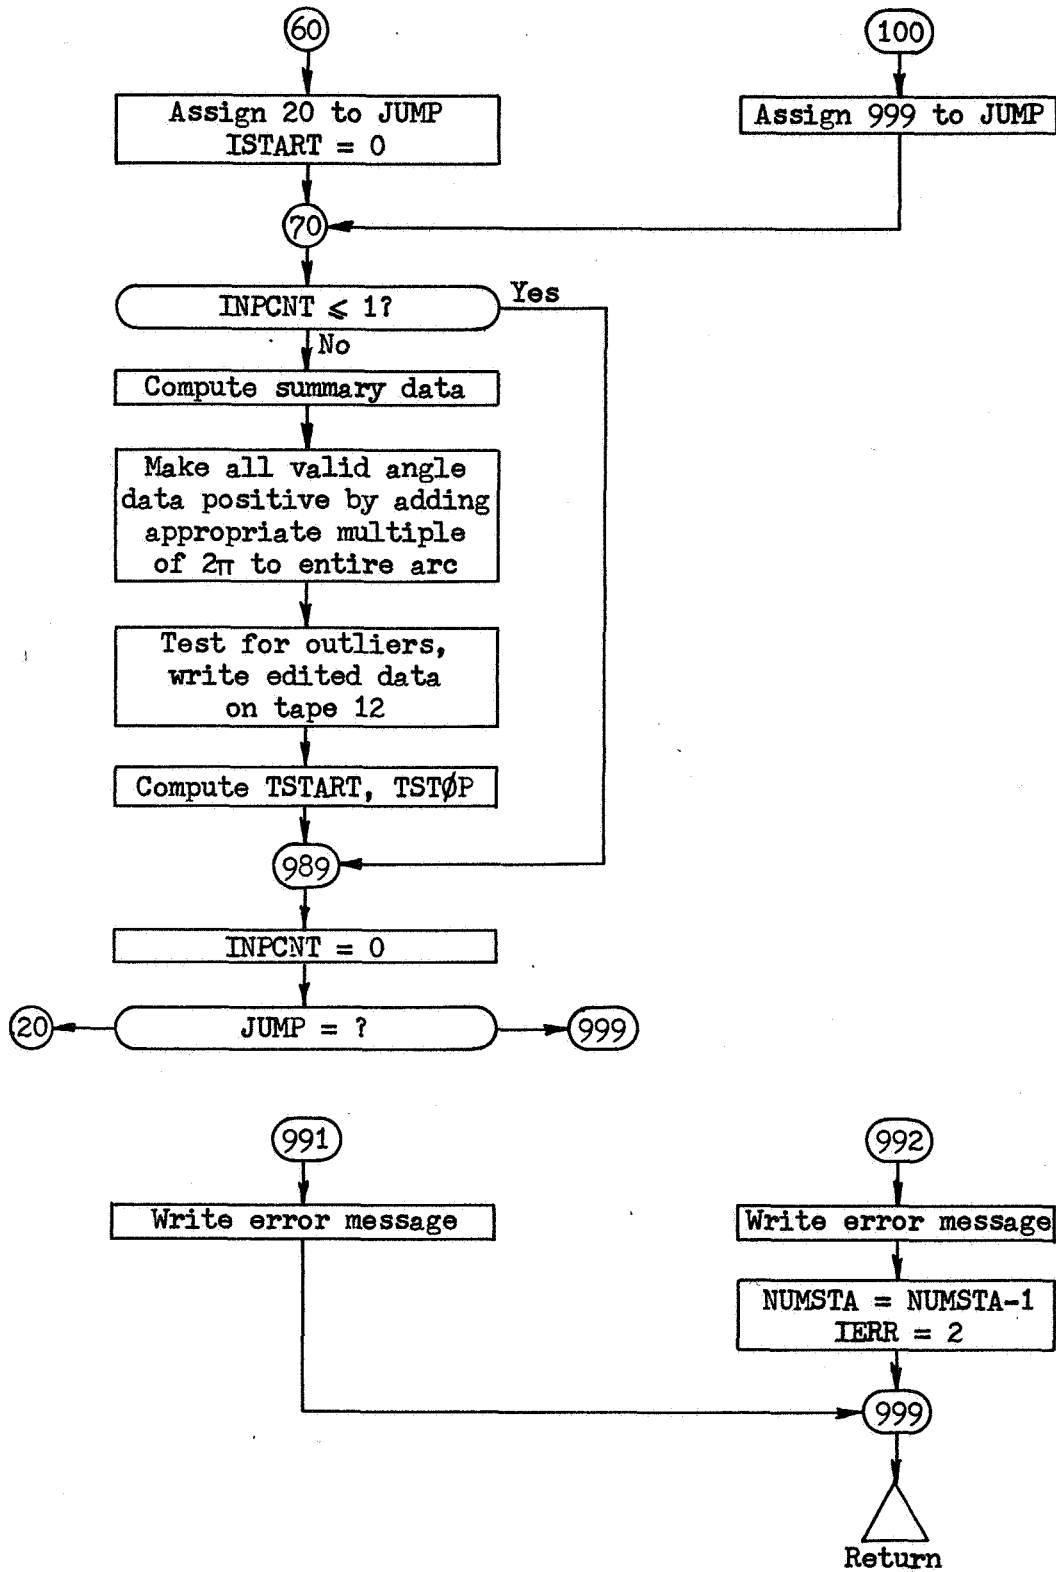 60
100
Assign 20 to JUMP
ISTART = 0
Assign 999 to JUMP
70
INPCNT ⩽ 1?
Yes
No
Compute summary data
Make all valid angle
data positive by adding
appropriate multiple
of 2π to entire arc
Test for outliers,
write edited data
on tape 12
Compute TSTART, TSTØP
989
INPCNT = 0
20
JUMP = ?
999
991
992
Write error message
Write error message
NUMSTA = NUMSTA-1
IERR = 2
999
Return